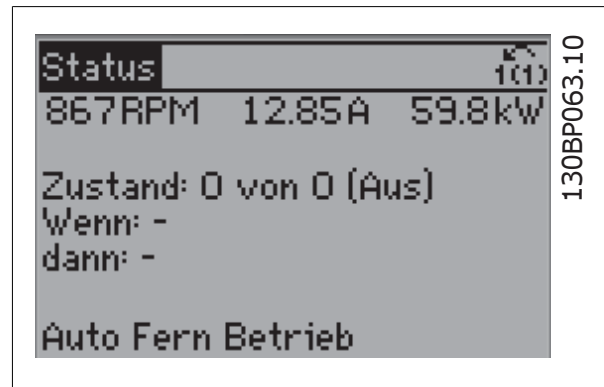 Status 1(1)
867RPM 12.85A 59.8kW
Zustand: 0 von 0 (Aus)
Wenn: -
dann: -
Auto Fern Betrieb
130BP063.10